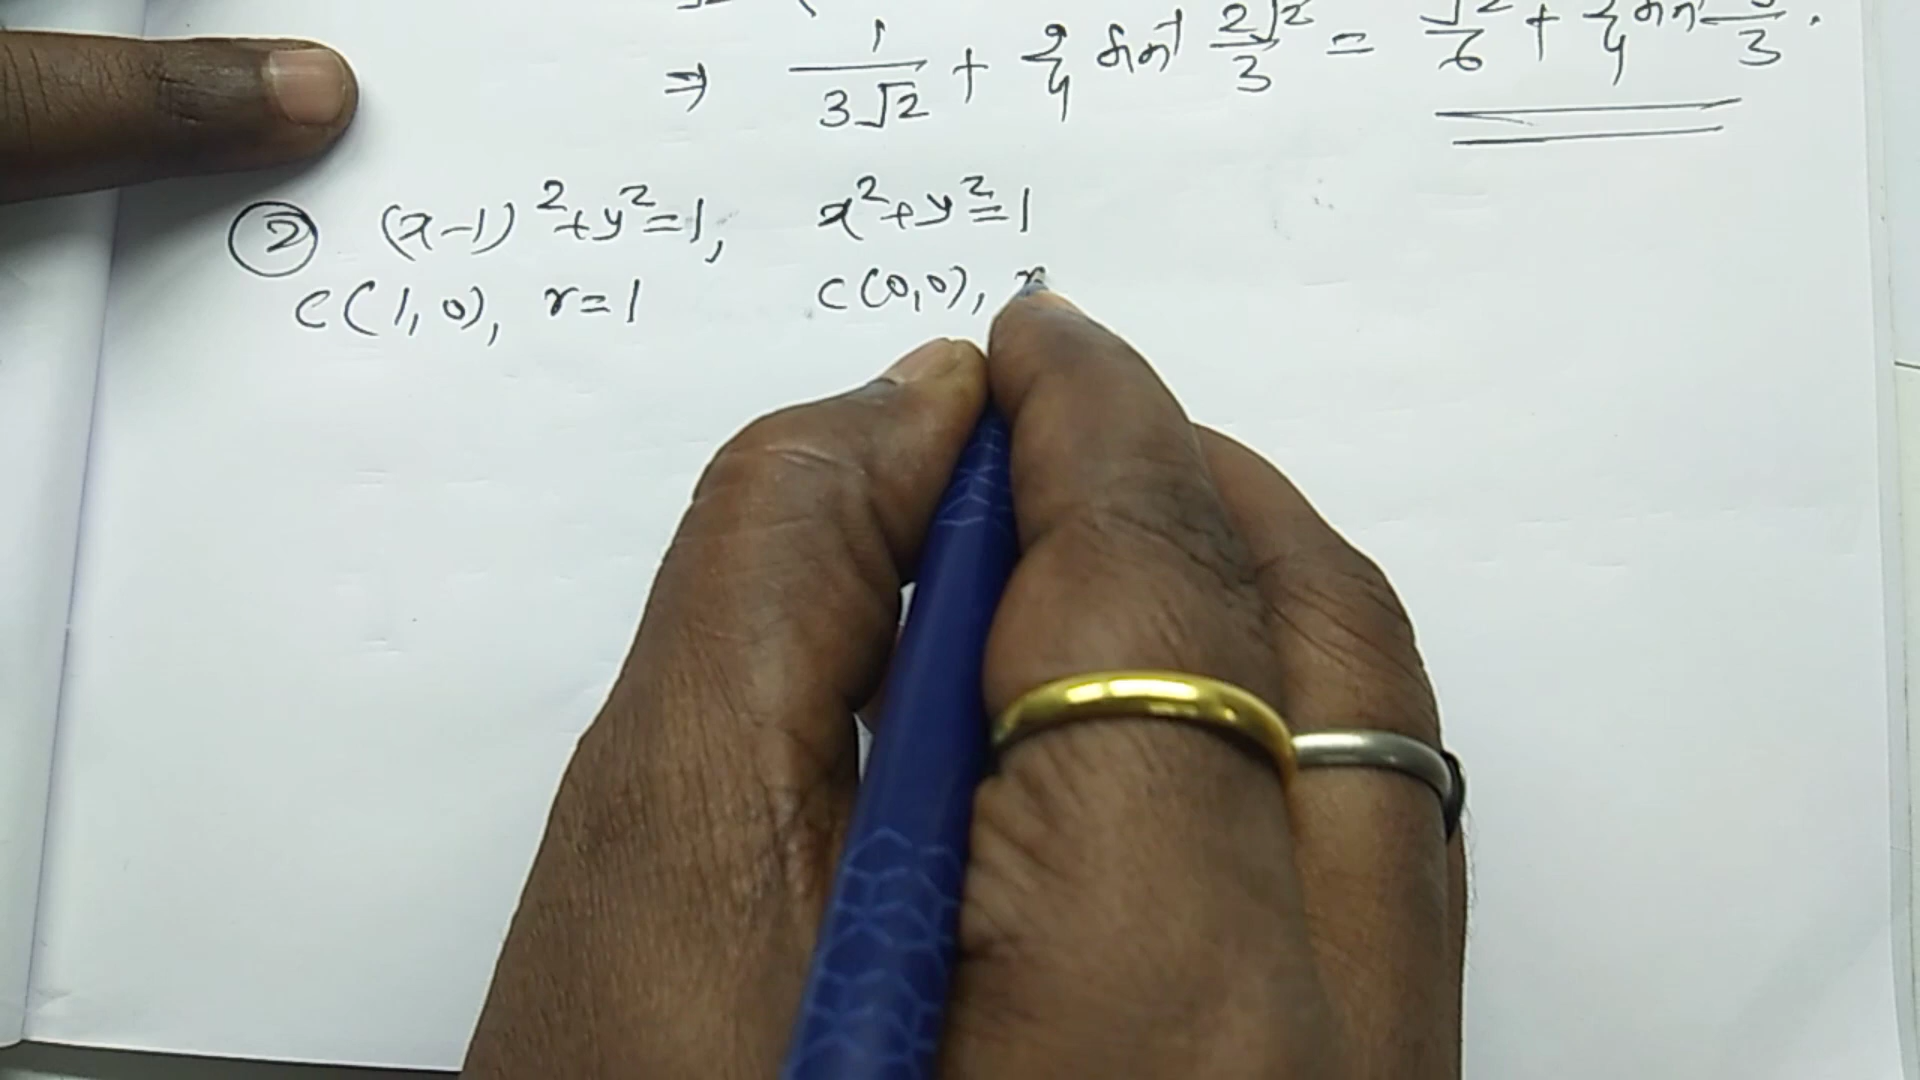 ⇒ 1/(3√2) + 9/4 sin⁻¹ 2√2/3 = √2/6 + 9/4 sin⁻¹ /3 .
② (x-1)²+y²=1, x²+y²=1
C(1,0), r=1 C(0,0), r